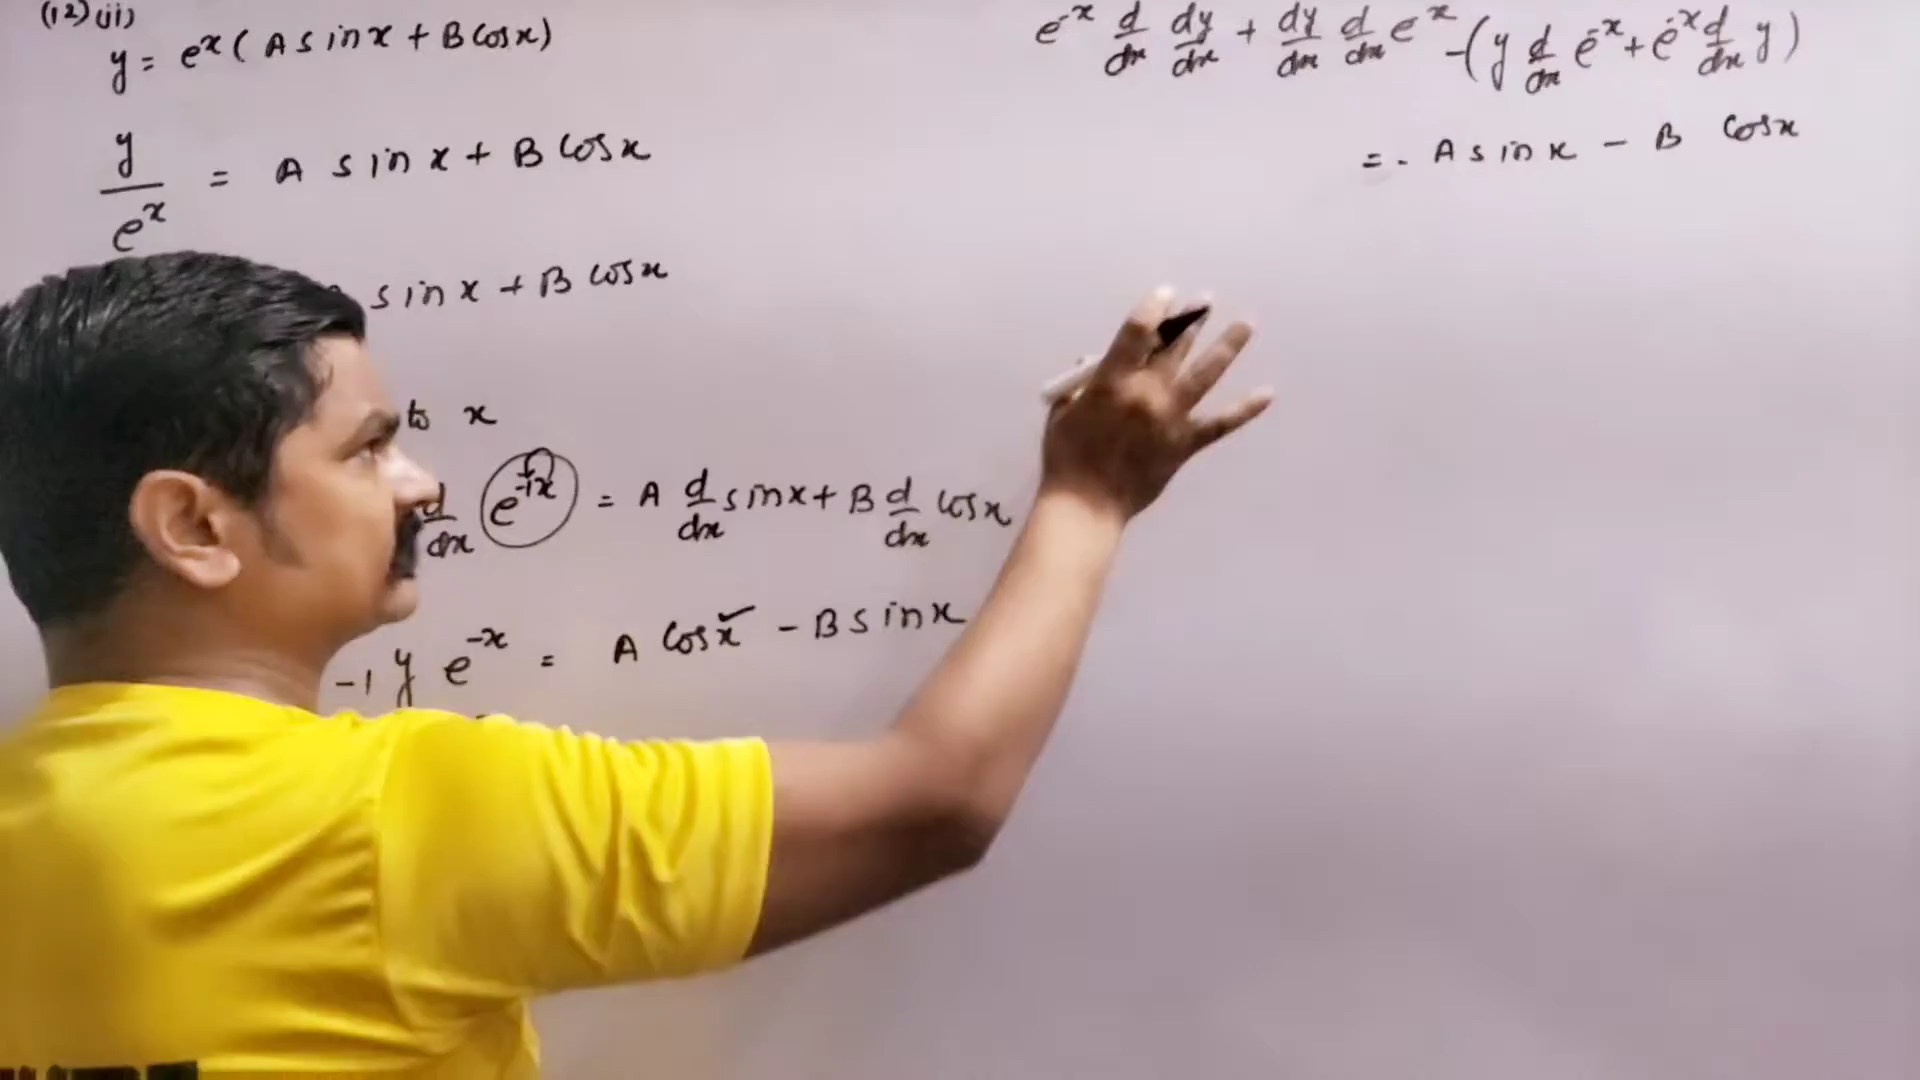 (12)(ii)
y = e^x (A sin x + B cos x)
y/e^x = A sin x + B cos x
sin x + B cos x
to x
d/dx e^-1x = A d/dx sin x + B d/dx cos x
-1 y e^-x = A cos x - B sin x
e^-x d/dx dy/dx + dy/dx d/dx e^-x - (y d/dx e^-x + e^-x d/dx y)
= - A sin x - B cos x